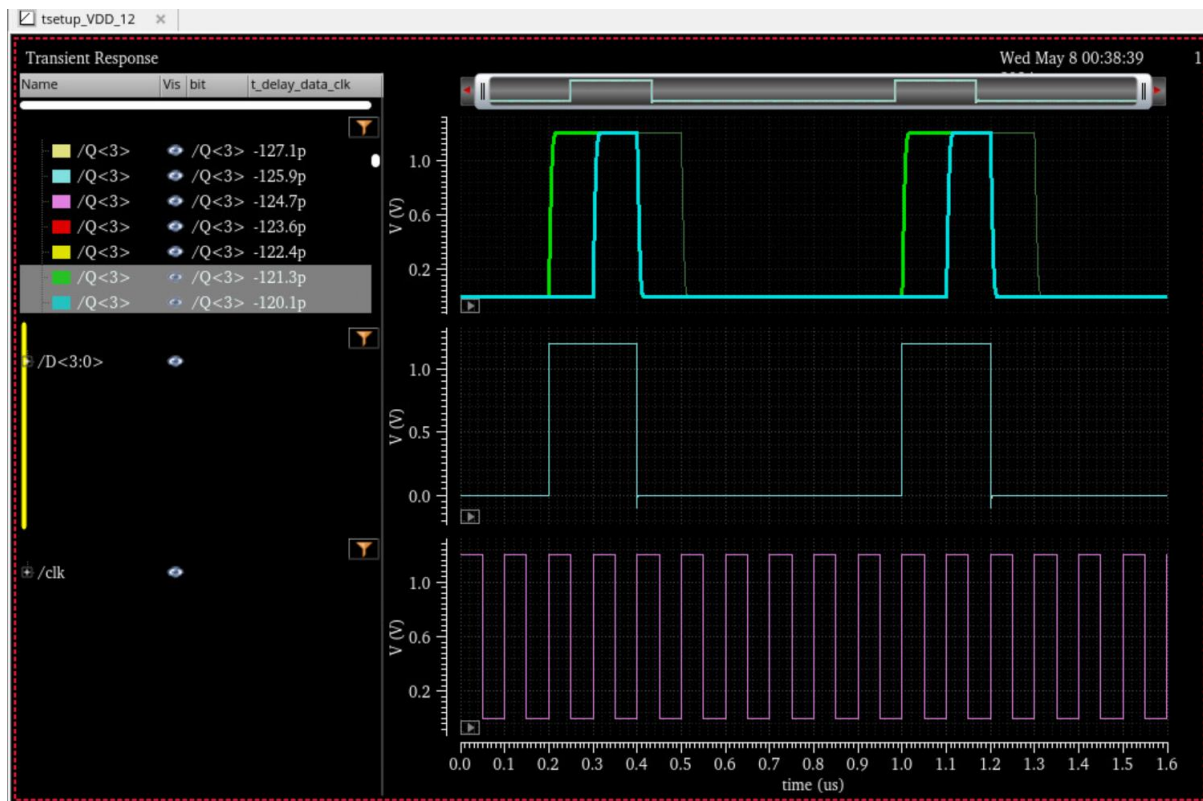 tsetup_VDD_12 ×
Transient Response
Wed May 8 00:38:39 1
Name Vis bit t_delay_data_clk
/Q<3> /Q<3> -127.1p
/Q<3> /Q<3> -125.9p
/Q<3> /Q<3> -124.7p
/Q<3> /Q<3> -123.6p
/Q<3> /Q<3> -122.4p
/Q<3> /Q<3> -121.3p
/Q<3> /Q<3> -120.1p
V (V)
1.0
0.6
0.2
/D<3:0>
V (V)
1.0
0.5
0.0
/clk
V (V)
1.0
0.6
0.2
0.0 0.1 0.2 0.3 0.4 0.5 0.6 0.7 0.8 0.9 1.0 1.1 1.2 1.3 1.4 1.5 1.6
time (us)